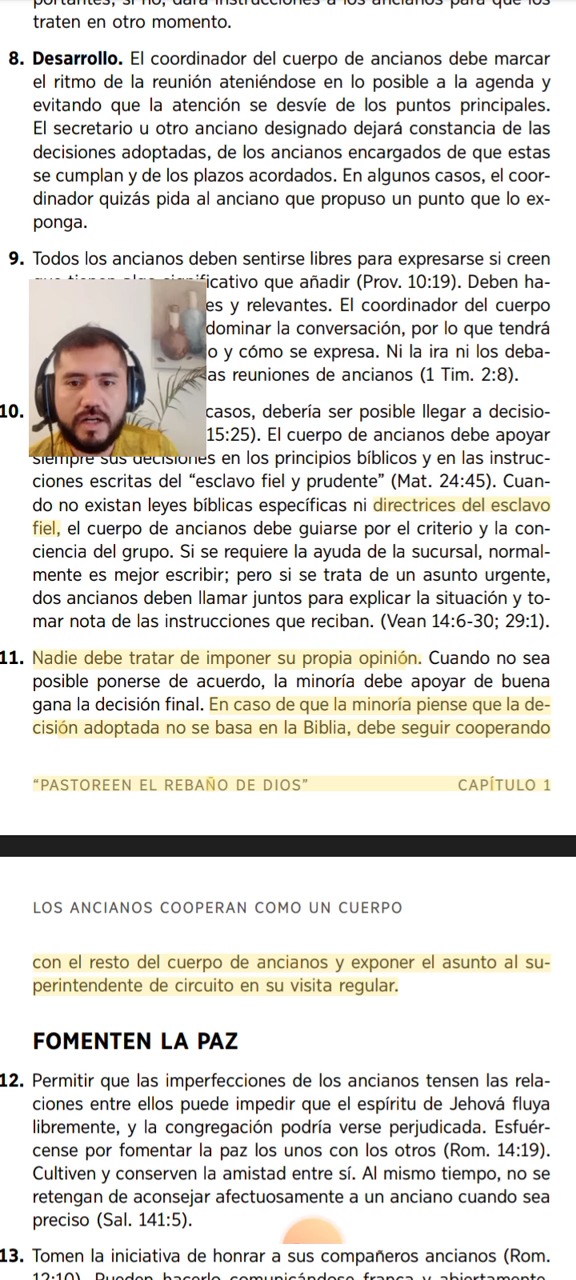 traten en otro momento.
8. Desarrollo. El coordinador del cuerpo de ancianos debe marcar
el ritmo de la reunión ateniéndose en lo posible a la agenda y
evitando que la atención se desvíe de los puntos principales.
El secretario u otro anciano designado dejará constancia de las
decisiones adoptadas, de los ancianos encargados de que estas
se cumplan y de los plazos acordados. En algunos casos, el coor-
dinador quizás pida al anciano que propuso un punto que lo ex-
ponga.
9. Todos los ancianos deben sentirse libres para expresarse si creen
icativo que añadir (Prov. 10:19). Deben ha-
es y relevantes. El coordinador del cuerpo
dominar la conversación, por lo que tendrá
o y cómo se expresa. Ni la ira ni los deba-
as reuniones de ancianos (1 Tim. 2:8).
10. casos, debería ser posible llegar a decisio-
15:25). El cuerpo de ancianos debe apoyar
siempre sus decisiones en los principios bíblicos y en las instruc-
ciones escritas del “esclavo fiel y prudente” (Mat. 24:45). Cuan-
do no existan leyes bíblicas específicas ni directrices del esclavo
fiel, el cuerpo de ancianos debe guiarse por el criterio y la con-
ciencia del grupo. Si se requiere la ayuda de la sucursal, normal-
mente es mejor escribir; pero si se trata de un asunto urgente,
dos ancianos deben llamar juntos para explicar la situación y to-
mar nota de las instrucciones que reciban. (Vean 14:6-30; 29:1).
11. Nadie debe tratar de imponer su propia opinión. Cuando no sea
posible ponerse de acuerdo, la minoría debe apoyar de buena
gana la decisión final. En caso de que la minoría piense que la de-
cisión adoptada no se basa en la Biblia, debe seguir cooperando
“PASTOREEN EL REBAÑO DE DIOS” CAPÍTULO 1
LOS ANCIANOS COOPERAN COMO UN CUERPO
con el resto del cuerpo de ancianos y exponer el asunto al su-
perintendente de circuito en su visita regular.
FOMENTEN LA PAZ
12. Permitir que las imperfecciones de los ancianos tensen las rela-
ciones entre ellos puede impedir que el espíritu de Jehová fluya
libremente, y la congregación podría verse perjudicada. Esfuér-
cense por fomentar la paz los unos con los otros (Rom. 14:19).
Cultiven y conserven la amistad entre sí. Al mismo tiempo, no se
retengan de aconsejar afectuosamente a un anciano cuando sea
preciso (Sal. 141:5).
13. Tomen la iniciativa de honrar a sus compañeros ancianos (Rom.